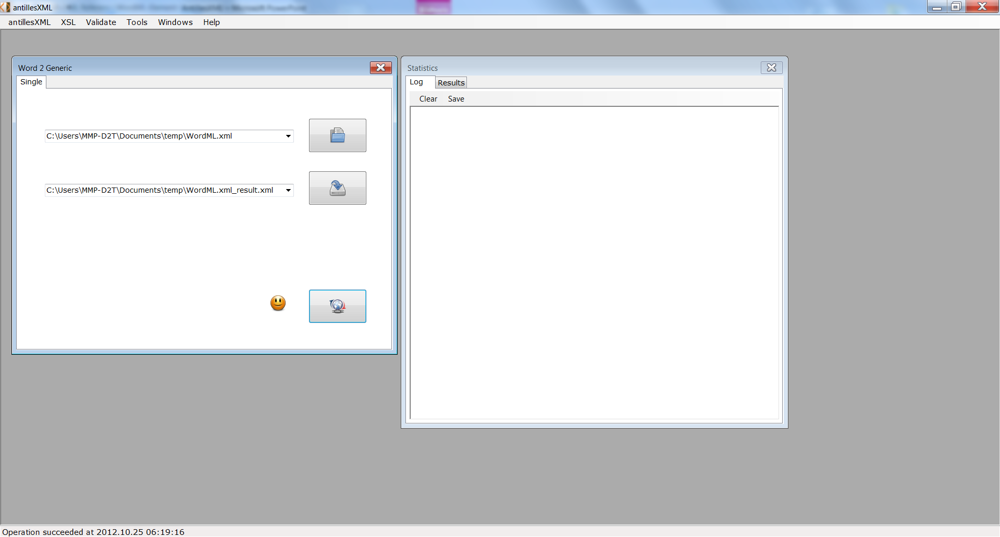 antillesXML
antillesXML XSL Validate Tools Windows Help
Word 2 Generic
Single
C:\Users\MMP-D2T\Documents\temp\WordML.xml
C:\Users\MMP-D2T\Documents\temp\WordML.xml_result.xml
Statistics
Log Results
Clear Save
Operation succeeded at 2012.10.25 06:19:16